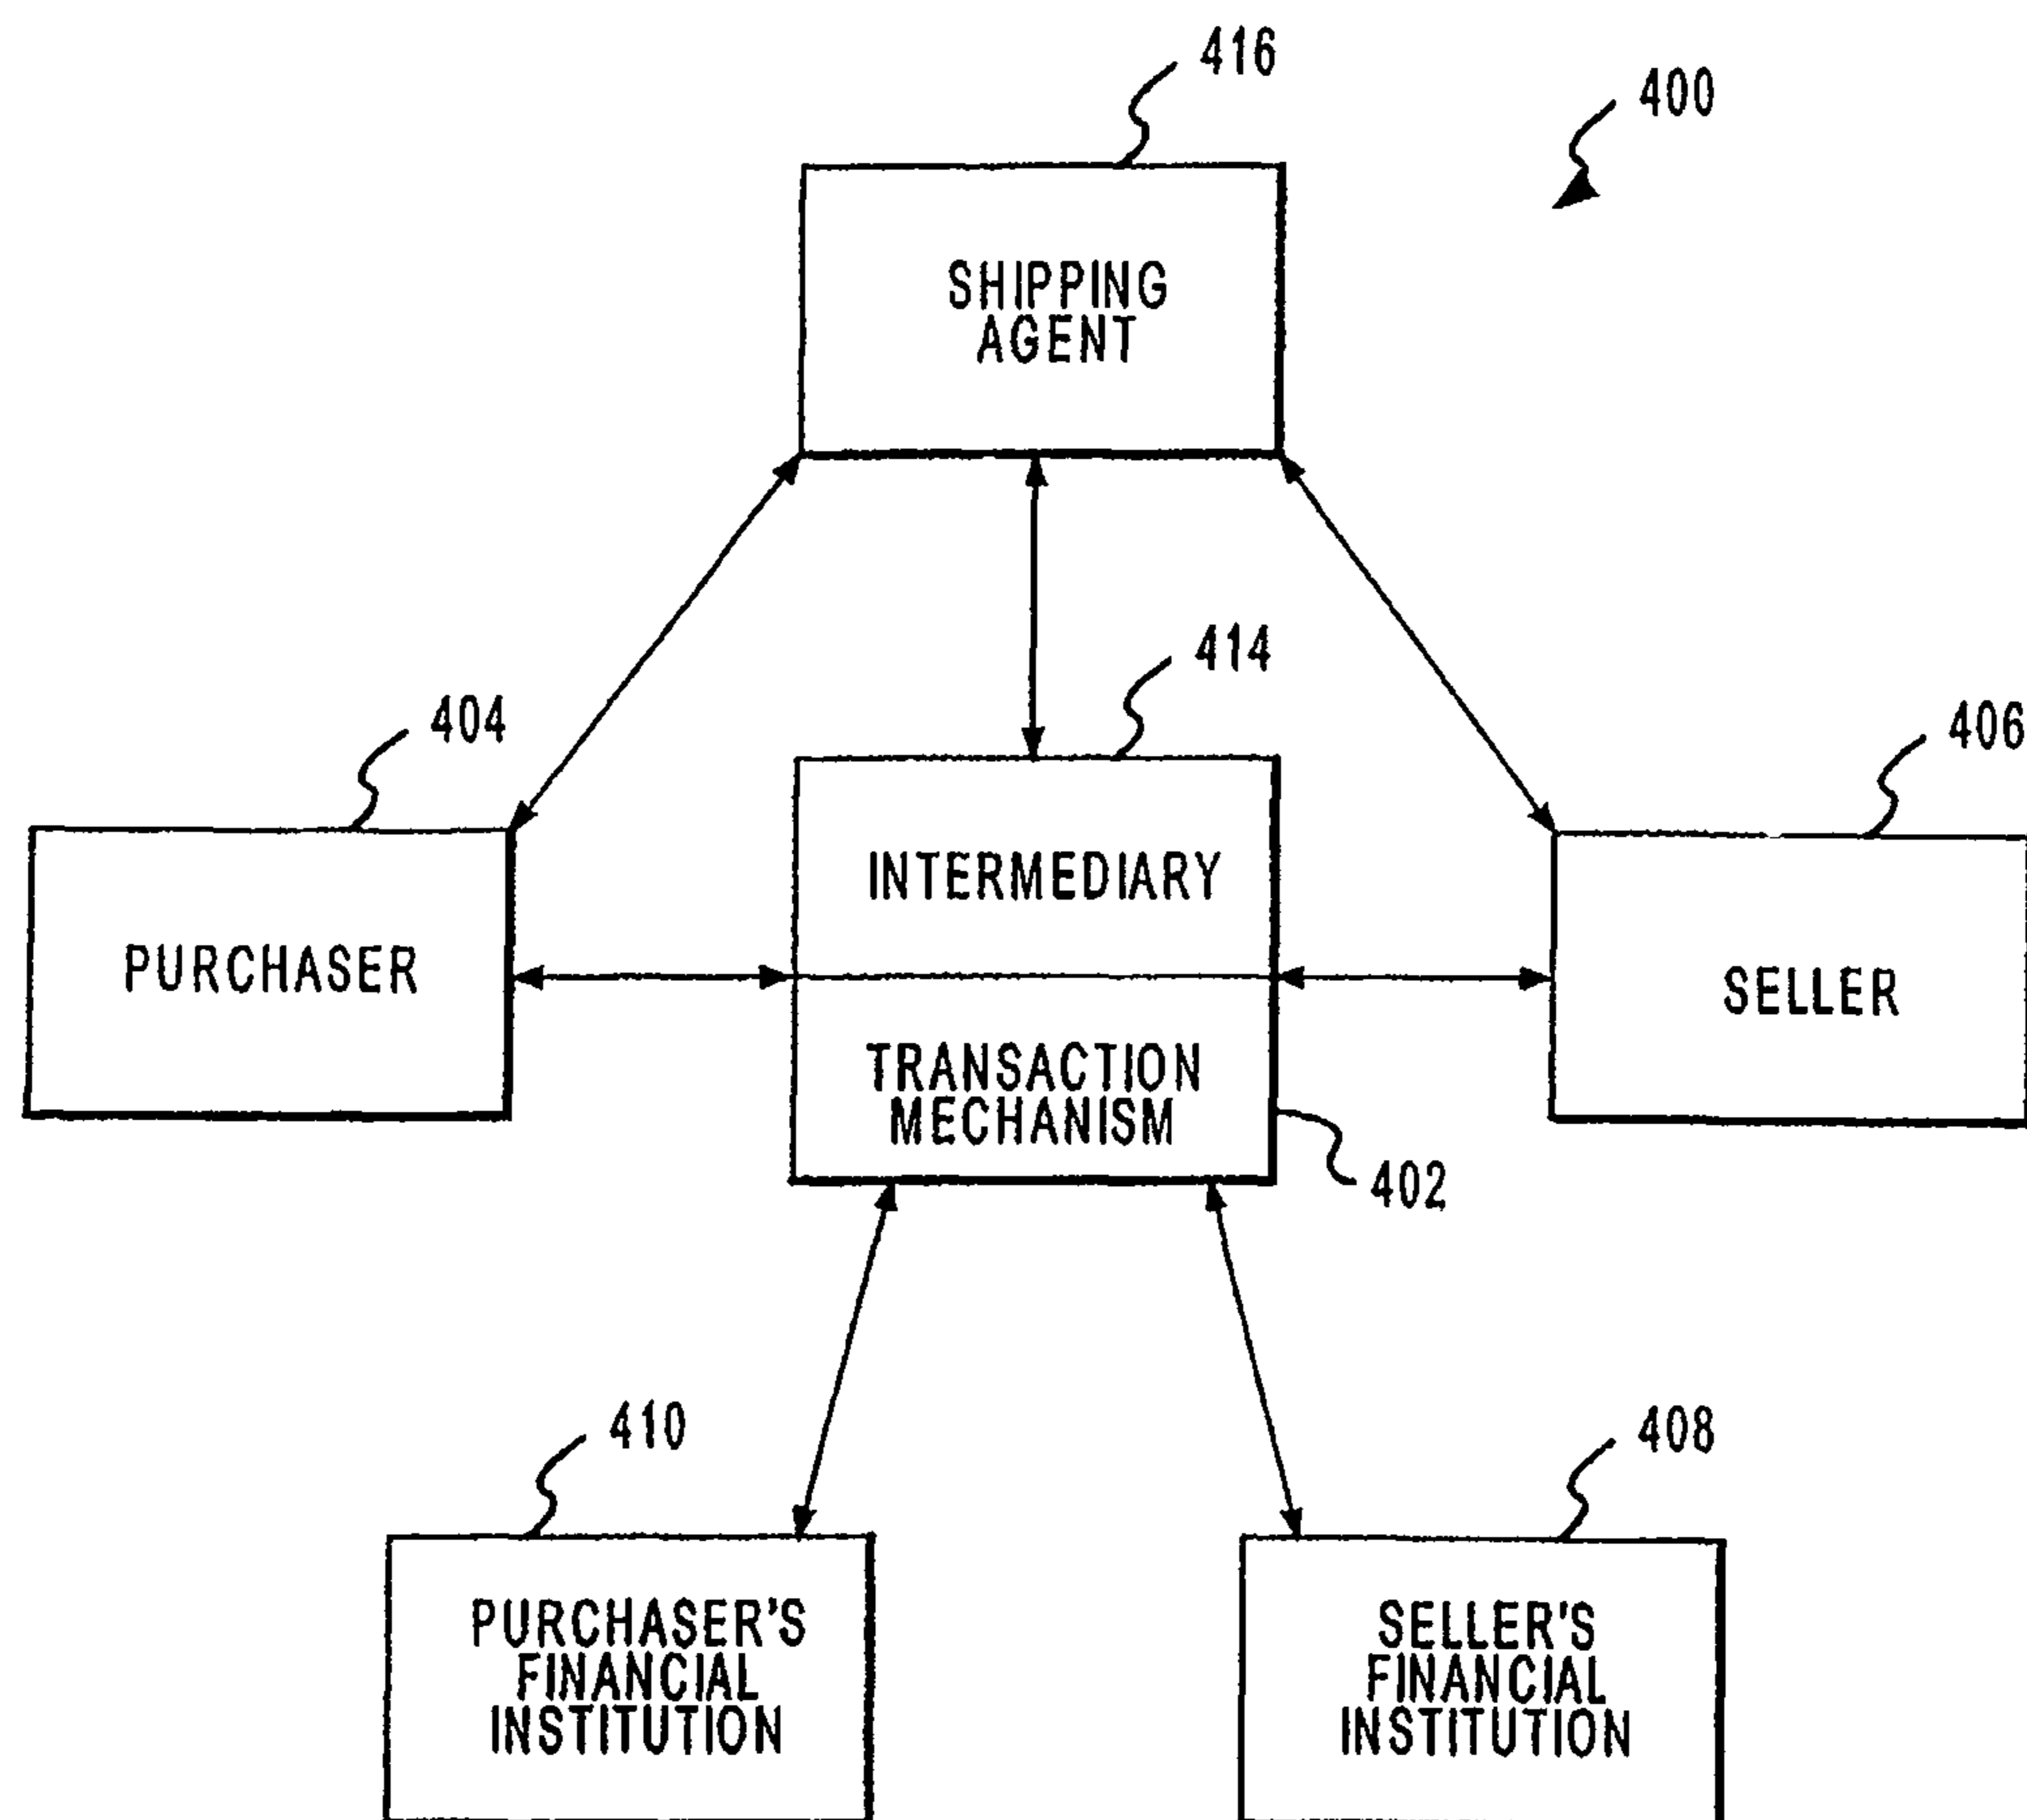 416
400
SHIPPING
AGENT
414
404
406
INTERMEDIARY
PURCHASER
SELLER
TRANSACTION
MECHANISM
402
410
408
PURCHASER'S
FINANCIAL
INSTITUTION
SELLER'S
FINANCIAL
INSTITUTION